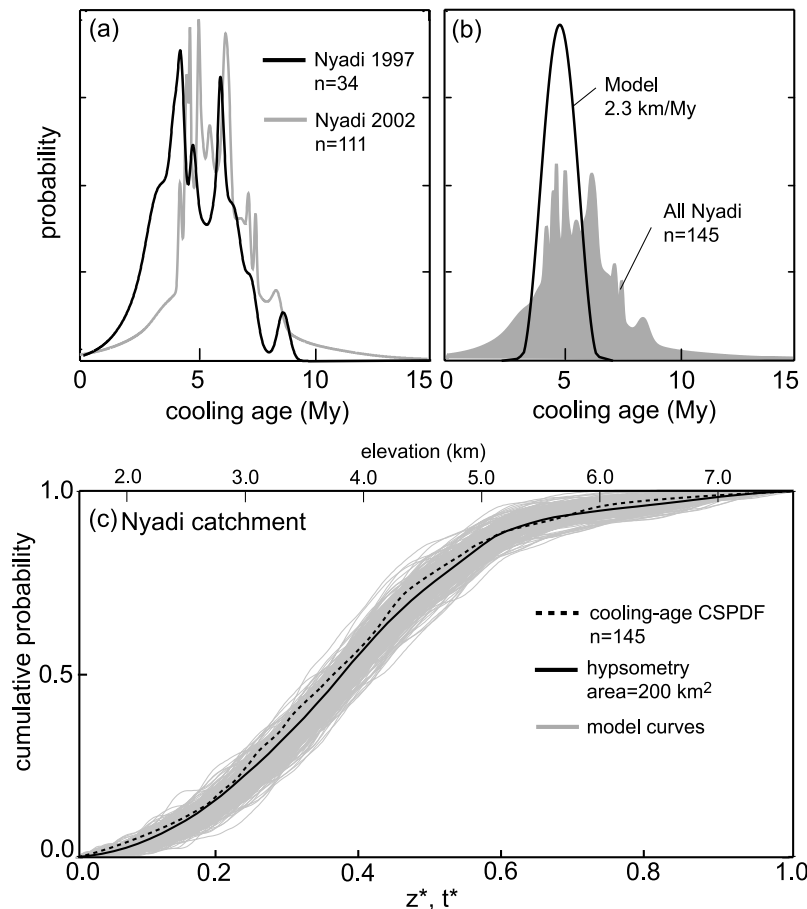 (a)
Nyadi 1997
n=34
Nyadi 2002
n=111
probability
0
5
10
15
cooling age (My)
(b)
Model
2.3 km/My
All Nyadi
n=145
0
5
10
15
cooling age (My)
elevation (km)
2.0 3.0 4.0 5.0 6.0 7.0
(c) Nyadi catchment
1.0
0.5
0.0
cumulative probability
cooling-age CSPDF
n=145
hypsometry
area=200 km²
model curves
0 0.2 0.4 0.6 0.8 1.0
z*, t*